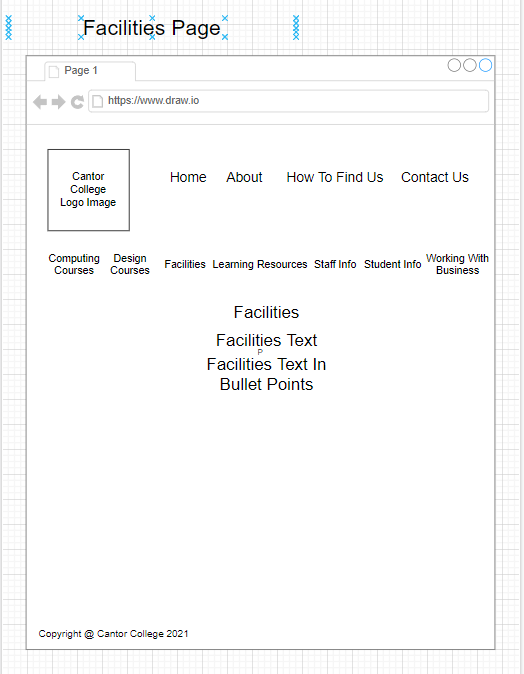 Facilities Page
Page 1
https://www.draw.io
Cantor
College
Logo Image
Home About How To Find Us Contact Us
Computing Courses Design Courses Facilities Learning Resources Staff Info Student Info Working With Business
Facilities
Facilities Text
P
Facilities Text In
Bullet Points
Copyright @ Cantor College 2021